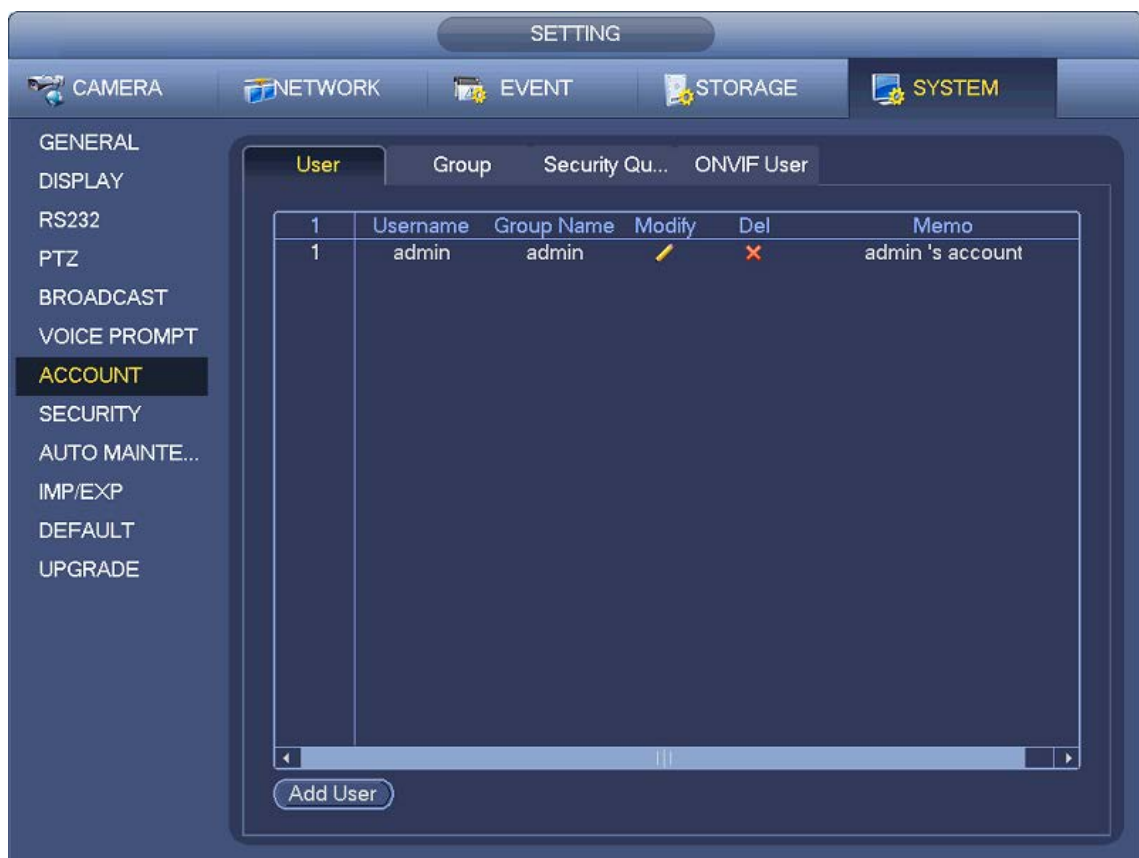 SETTING
CAMERA NETWORK EVENT STORAGE SYSTEM
GENERAL
DISPLAY
RS232
PTZ
BROADCAST
VOICE PROMPT
ACCOUNT
SECURITY
AUTO MAINTE...
IMP/EXP
DEFAULT
UPGRADE
User Group Security Qu... ONVIF User
1 Username Group Name Modify Del Memo
1 admin admin admin 's account
Add User